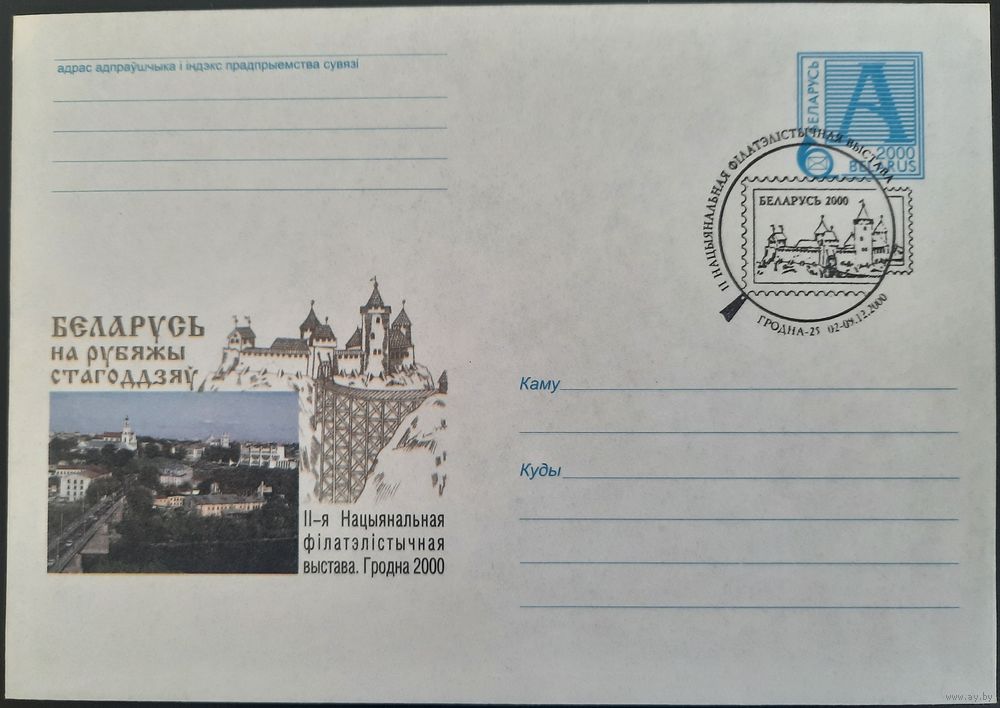 адрас адпраўшчыка і індэкс прадпрыемства сувязі
БЕЛАРУСЬ
А
2000
BELARUS
II НАЦЫЯНАЛЬНАЯ ФІЛАТЭЛІСТЫЧНАЯ ВЫСТАВА
БЕЛАРУСЬ 2000
ГРОДНА-25 02-09.12.2000
БЕЛАРУСЬ
НА РУБЯЖЫ
СТАГОДДЗЯЎ
II-я Нацыянальная
філатэлістычная
выстава. Гродна 2000
Каму
Куды
www.ay.by